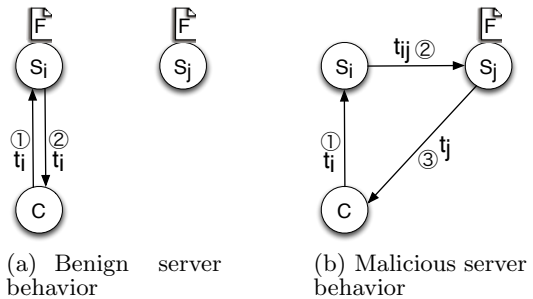 F F F
Si Sj Si tij ② Sj
① ② ① tj
ti ti ti ③
C C
(a) Benign server (b) Malicious server
behavior behavior